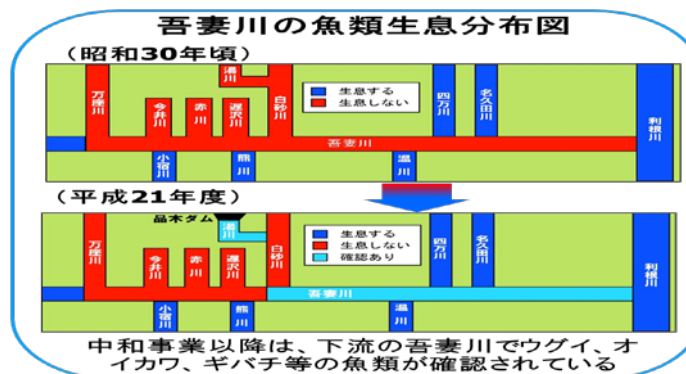 吾妻川の魚類生息分布図
（昭和30年頃）
湯川
生息する
生息しない
万座川
今井川
赤川
遅沢川
白砂川
四万川
名久田川
利根川
吾妻川
小宿川
熊川
温川
（平成21年度）
品木ダム
湯川
生息する
生息しない
確認あり
万座川
今井川
赤川
遅沢川
白砂川
四万川
名久田川
利根川
吾妻川
小宿川
熊川
温川
中和事業以降は、下流の吾妻川でウグイ、オ
イカワ、ギバチ等の魚類が確認されている